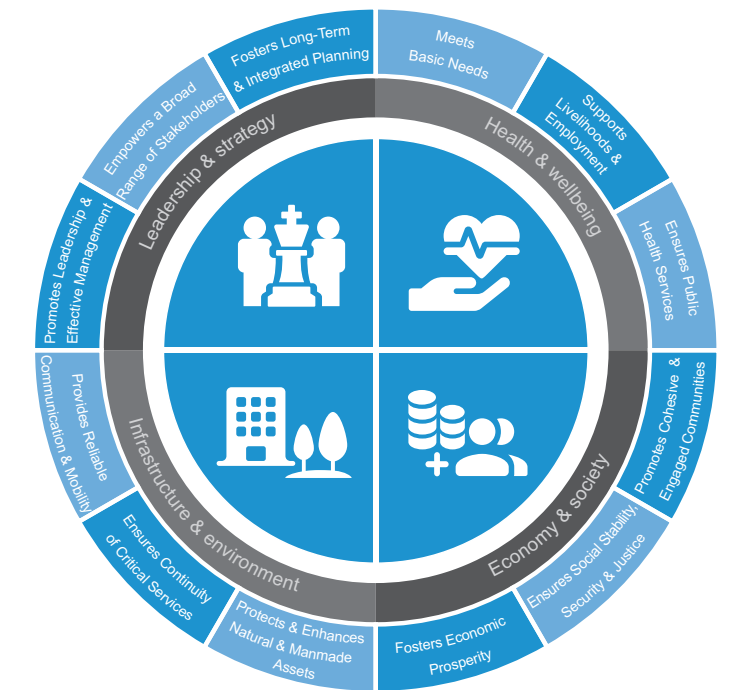 Meets
Basic Needs
Supports
Livelihoods &
Employment
Ensures Public
Health Services
Promotes Cohesive &
Engaged Communities
Ensures Social Stability,
Security & Justice
Fosters Economic
Prosperity
Protects & Enhances
Natural & Manmade
Assets
Ensures Continuity
of Critical Services
Provides Reliable
Communication & Mobility
Promotes Leadership &
Effective Management
Empowers a Broad
Range of Stakeholders
Fosters Long-Term
& Integrated Planning
Health & wellbeing
Economy & society
Infrastructure & environment
Leadership & strategy